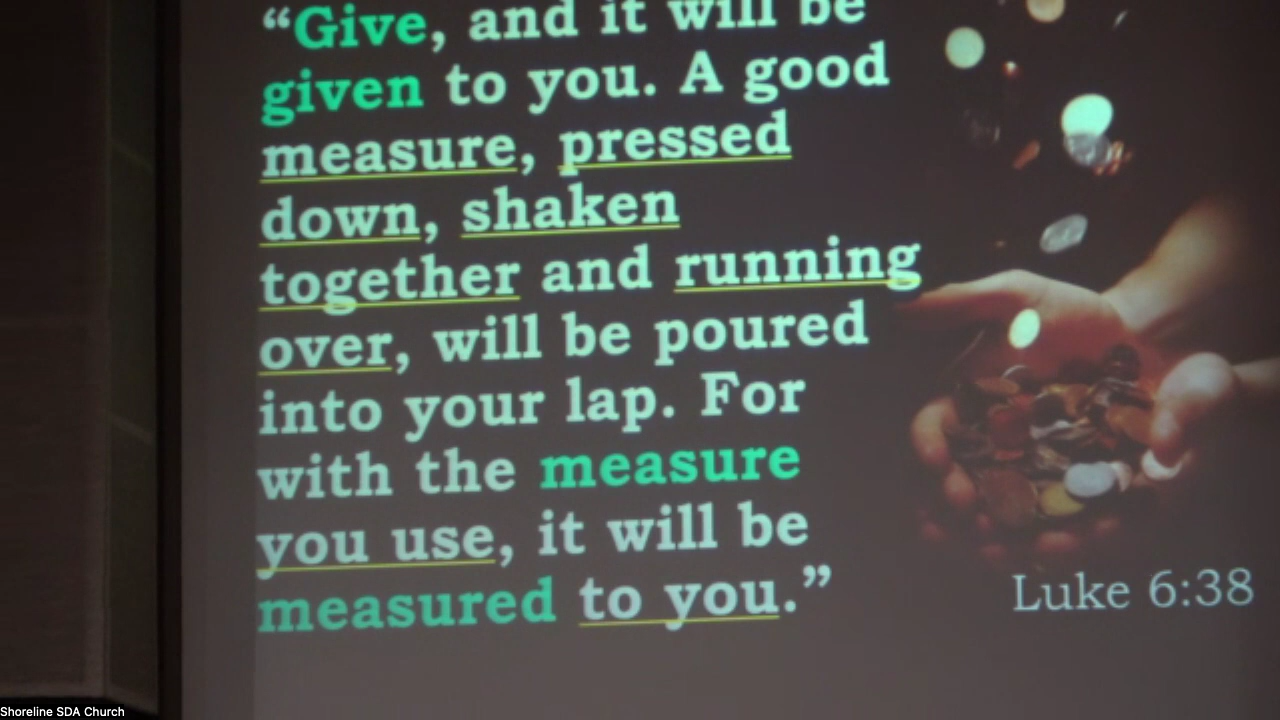 “Give, and it will be
given to you. A good
measure, pressed
down, shaken
together and running
over, will be poured
into your lap. For
with the measure
you use, it will be
measured to you.”
Luke 6:38
Shoreline SDA Church